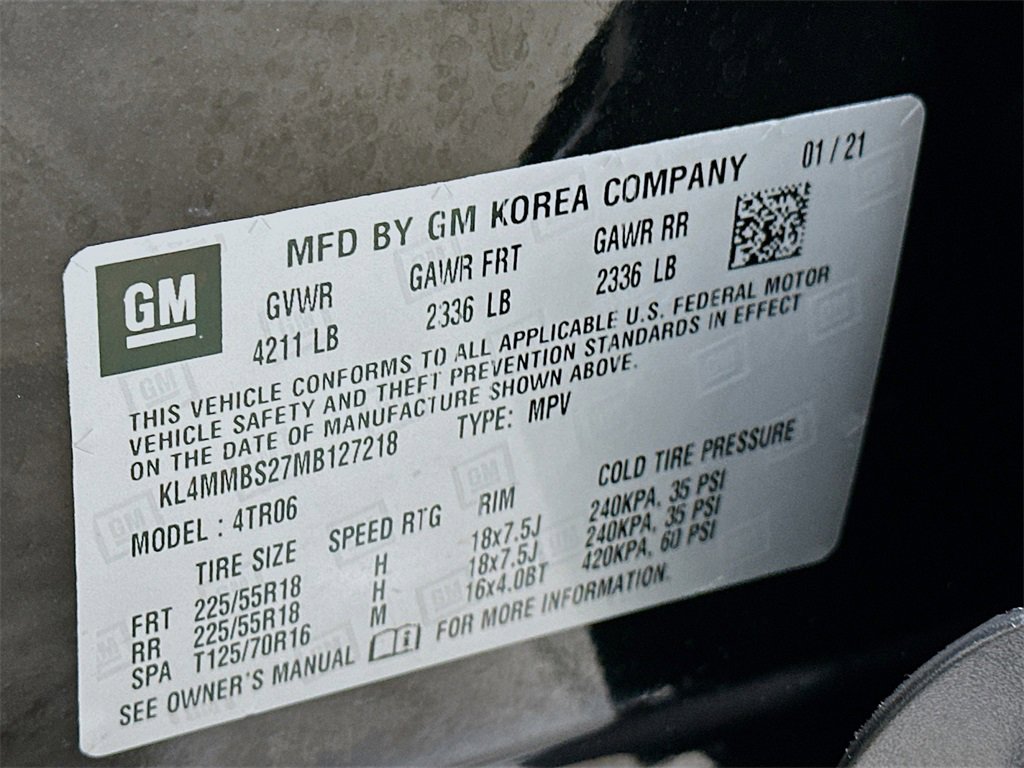 MFD BY GM KOREA COMPANY 01 / 21
GM
GVWR GAWR FRT GAWR RR
4211 LB 2336 LB 2336 LB
THIS VEHICLE CONFORMS TO ALL APPLICABLE U.S. FEDERAL MOTOR
VEHICLE SAFETY AND THEFT PREVENTION STANDARDS IN EFFECT
ON THE DATE OF MANUFACTURE SHOWN ABOVE.
KL4MMBS27MB127218 TYPE: MPV
MODEL : 4TR06
TIRE SIZE SPEED RTG RIM COLD TIRE PRESSURE
FRT 225/55R18 H 18x7.5J 240KPA, 35 PSI
RR 225/55R18 H 18x7.5J 240KPA, 35 PSI
SPA T125/70R16 M 16x4.0BT 420KPA, 60 PSI
SEE OWNER'S MANUAL FOR MORE INFORMATION.